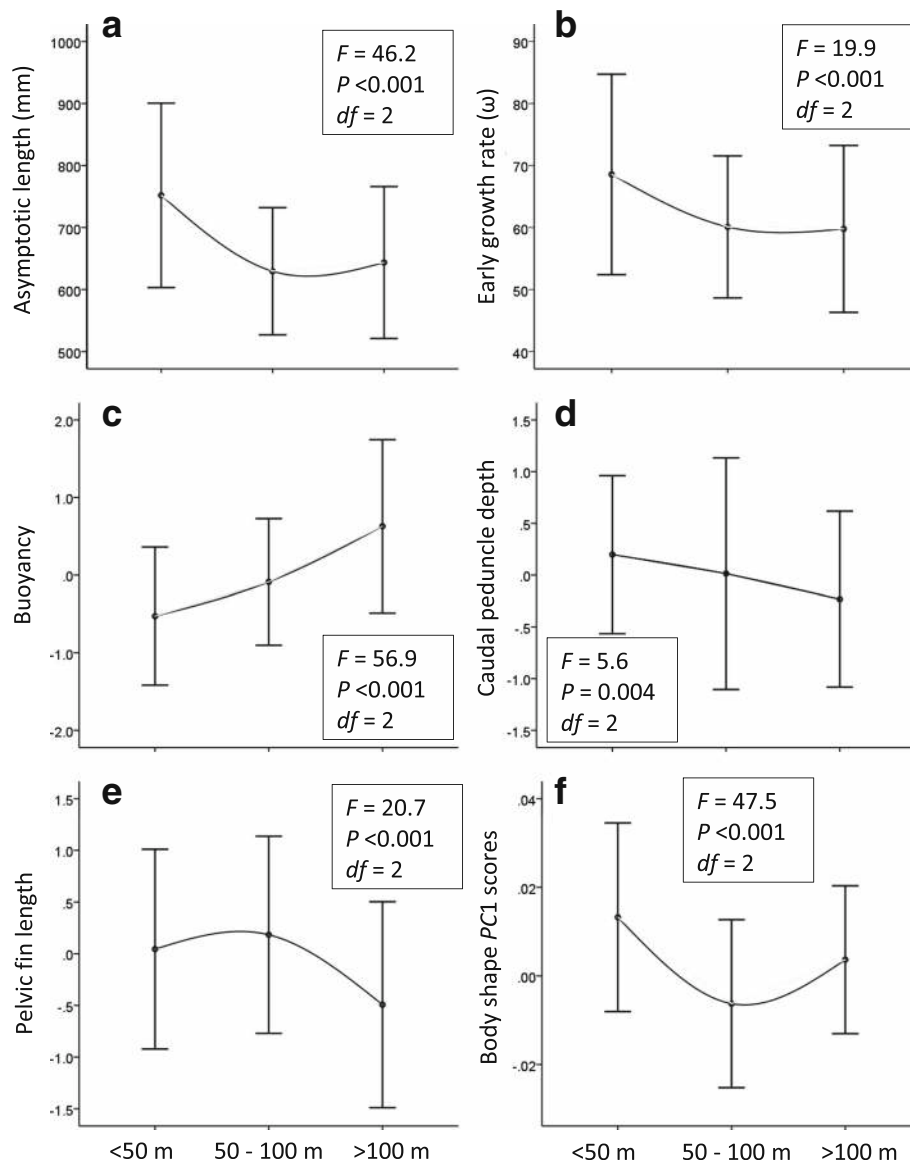 a
1000
900
800
700
600
500
Asymptotic length (mm)
F = 46.2
P <0.001
df = 2
b
90
80
70
60
50
40
Early growth rate (ω)
F = 19.9
P <0.001
df = 2
c
2.0
1.0
.0
-1.0
-2.0
Buoyancy
F = 56.9
P <0.001
df = 2
d
1.5
1.0
.5
.0
-.5
-1.0
-1.5
Caudal peduncle depth
F = 5.6
P = 0.004
df = 2
e
1.5
1.0
.5
.0
-.5
-1.0
-1.5
Pelvic fin length
F = 20.7
P <0.001
df = 2
<50 m 50 - 100 m >100 m
f
.04
.02
.00
-.02
Body shape PC1 scores
F = 47.5
P <0.001
df = 2
<50 m 50 - 100 m >100 m